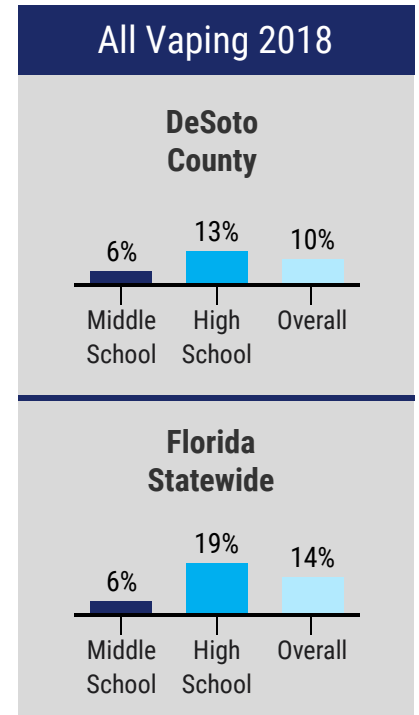 All Vaping 2018
DeSoto
County
6%
13%
10%
Middle
School
High
School
Overall
Florida
Statewide
6%
19%
14%
Middle
School
High
School
Overall